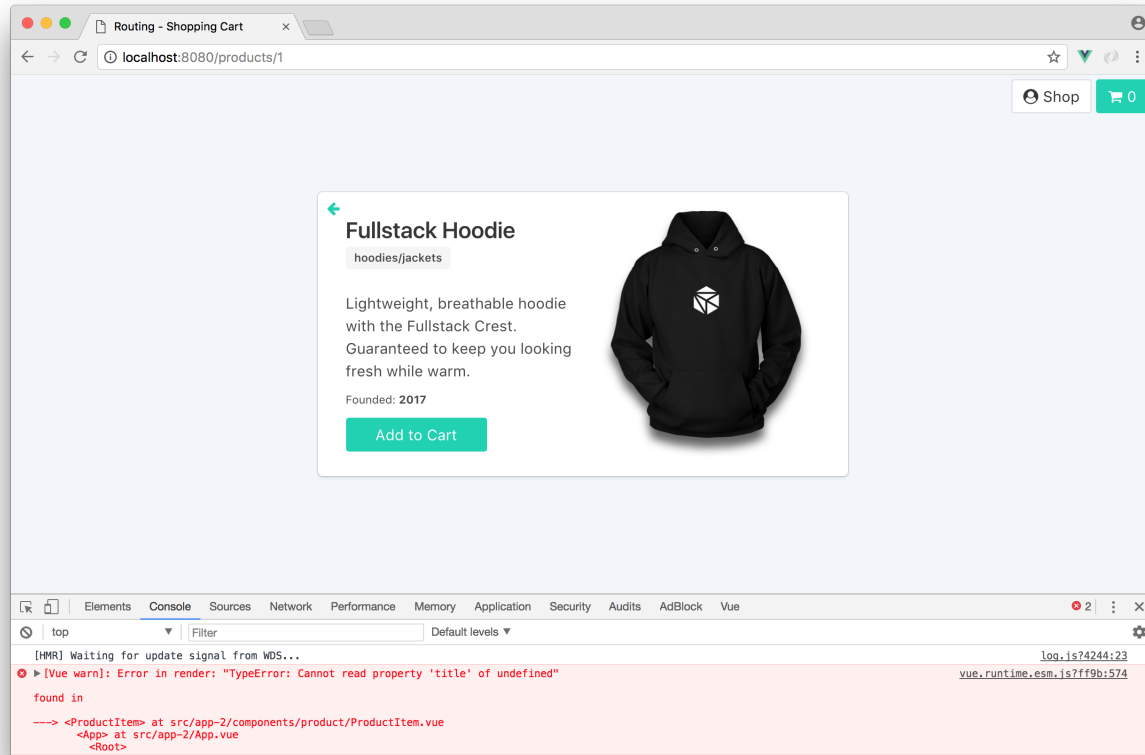 Routing - Shopping Cart
localhost:8080/products/1
Shop 0
Fullstack Hoodie
hoodies/jackets
Lightweight, breathable hoodie
with the Fullstack Crest.
Guaranteed to keep you looking
fresh while warm.
Founded: 2017
Add to Cart
Elements Console Sources Network Performance Memory Application Security Audits AdBlock Vue 2
top Filter Default levels
[HMR] Waiting for update signal from WDS... log.js?4244:23
[Vue warn]: Error in render: "TypeError: Cannot read property 'title' of undefined" vue.runtime.esm.js?ff9b:574
found in
---> <ProductItem> at src/app-2/components/product/ProductItem.vue
<App> at src/app-2/App.vue
<Root>